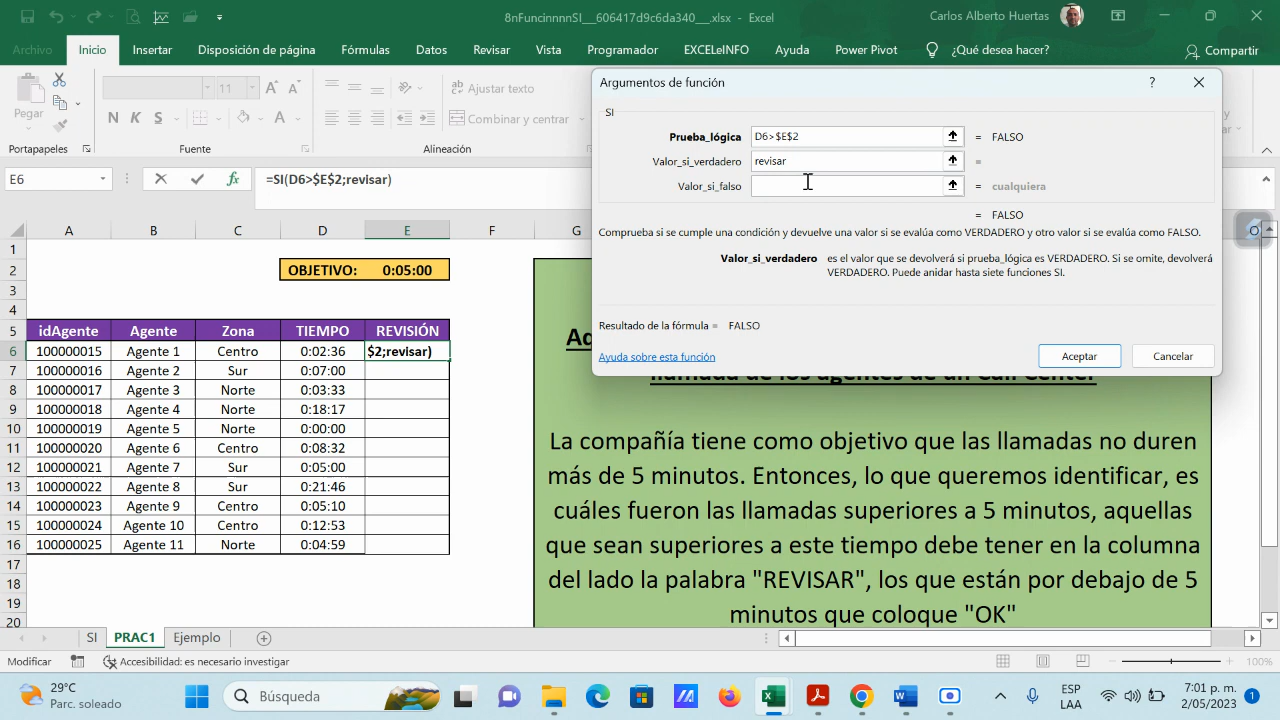 8nFuncinnnnSI__606417d9c6da340__.xlsx - Excel
Carlos Alberto Huertas
Archivo Inicio Insertar Disposición de página Fórmulas Datos Revisar Vista Programador EXCELeINFO Ayuda Power Pivot ¿Qué desea hacer? Compartir
Pegar
11
N K S
Ajustar texto
Combinar y centrar
Portapapeles Fuente Alineación
Argumentos de función
SI
Prueba_lógica D6>$E$2 = FALSO
Valor_si_verdadero revisar =
Valor_si_falso = cualquiera
= FALSO
Comprueba si se cumple una condición y devuelve una valor si se evalúa como VERDADERO y otro valor si se evalúa como FALSO.
Valor_si_verdadero es el valor que se devolverá si prueba_lógica es VERDADERO. Si se omite, devolverá
VERDADERO. Puede anidar hasta siete funciones SI.
Resultado de la fórmula = FALSO
Ayuda sobre esta función
Aceptar Cancelar
E6 fx =SI(D6>$E$2;revisar)
A B C D E F G
1
2 OBJETIVO: 0:05:00
3
4
5 idAgente Agente Zona TIEMPO REVISIÓN
6 100000015 Agente 1 Centro 0:02:36 $2;revisar)
7 100000016 Agente 2 Sur 0:07:00
8 100000017 Agente 3 Norte 0:03:33
9 100000018 Agente 4 Norte 0:18:17
10 100000019 Agente 5 Norte 0:00:00
11 100000020 Agente 6 Centro 0:08:32
12 100000021 Agente 7 Sur 0:05:00
13 100000022 Agente 8 Sur 0:21:46
14 100000023 Agente 9 Centro 0:05:10
15 100000024 Agente 10 Centro 0:12:53
16 100000025 Agente 11 Norte 0:04:59
17
18
19
20
llamada de los agentes de un Call Center
La compañía tiene como objetivo que las llamadas no duren
más de 5 minutos. Entonces, lo que queremos identificar, es
cuáles fueron las llamadas superiores a 5 minutos, aquellas
que sean superiores a este tiempo debe tener en la columna
del lado la palabra "REVISAR", los que están por debajo de 5
minutos que coloque "OK"
SI PRAC1 Ejemplo
Modificar Accesibilidad: es necesario investigar 100%
29°C
Parc. soleado
Búsqueda
ESP
LAA
7:01 p. m.
2/05/2023
1